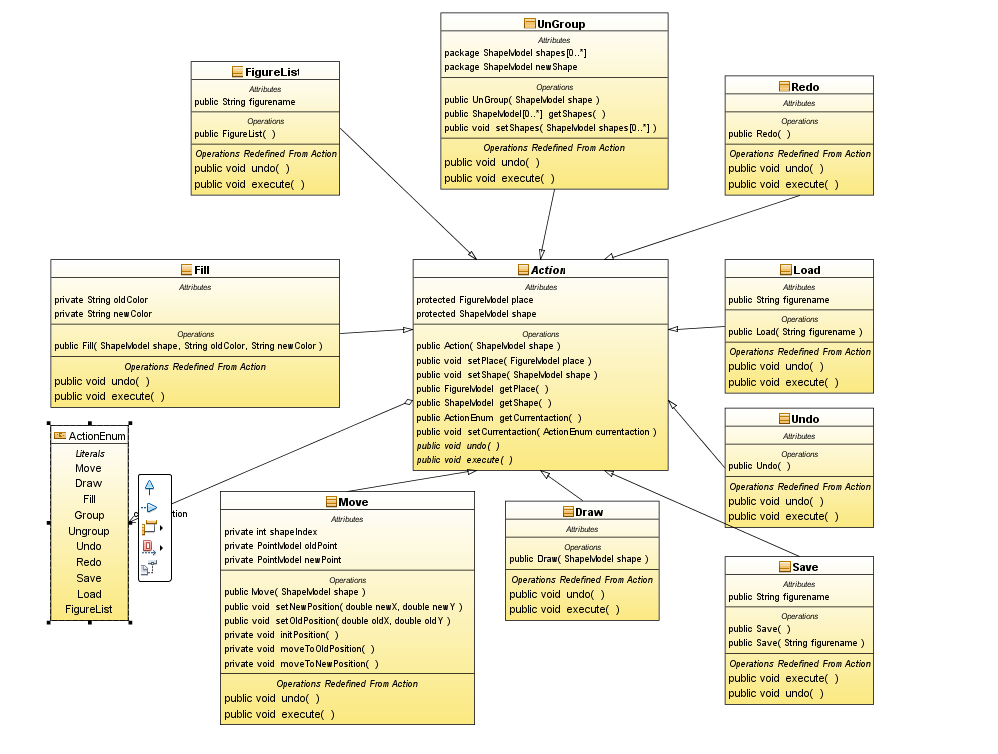 UnGroup
Attributes
package ShapeModel shapes[0..*]
package ShapeModel newShape
Operations
public UnGroup( ShapeModel shape )
public ShapeModel[0..*] getShapes( )
public void setShapes( ShapeModel shapes[0..*] )
Operations Redefined From Action
public void undo( )
public void execute( )
FigureList
Attributes
public String figurename
Operations
public FigureList( )
Operations Redefined From Action
public void undo( )
public void execute( )
Redo
Attributes
Operations
public Redo( )
Operations Redefined From Action
public void undo( )
public void execute( )
Fill
Attributes
private String oldColor
private String newColor
Operations
public Fill( ShapeModel shape, String oldColor, String newColor )
Operations Redefined From Action
public void undo( )
public void execute( )
Action
Attributes
protected FigureModel place
protected ShapeModel shape
Operations
public Action( ShapeModel shape )
public void setPlace( FigureModel place )
public void setShape( ShapeModel shape )
public FigureModel getPlace( )
public ShapeModel getShape( )
public ActionEnum getCurrentaction( )
public void setCurrentaction( ActionEnum currentaction )
public void undo( )
public void execute( )
Load
Attributes
public String figurename
Operations
public Load( String figurename )
Operations Redefined From Action
public void undo( )
public void execute( )
Undo
Attributes
Operations
public Undo( )
Operations Redefined From Action
public void undo( )
public void execute( )
ActionEnum
Literals
Move
Draw
Fill
Group
Ungroup
Undo
Redo
Save
Load
FigureList
Move
Attributes
private int shapeIndex
private PointModel oldPoint
private PointModel newPoint
Operations
public Move( ShapeModel shape )
public void setNewPosition( double newX, double newY )
public void setOldPosition( double oldX, double oldY )
private void initPosition( )
private void moveToOldPosition( )
private void moveToNewPosition( )
Operations Redefined From Action
public void undo( )
public void execute( )
Draw
Attributes
Operations
public Draw( ShapeModel shape )
Operations Redefined From Action
public void undo( )
public void execute( )
Save
Attributes
public String figurename
Operations
public Save( )
public Save( String figurename )
Operations Redefined From Action
public void execute( )
public void undo( )